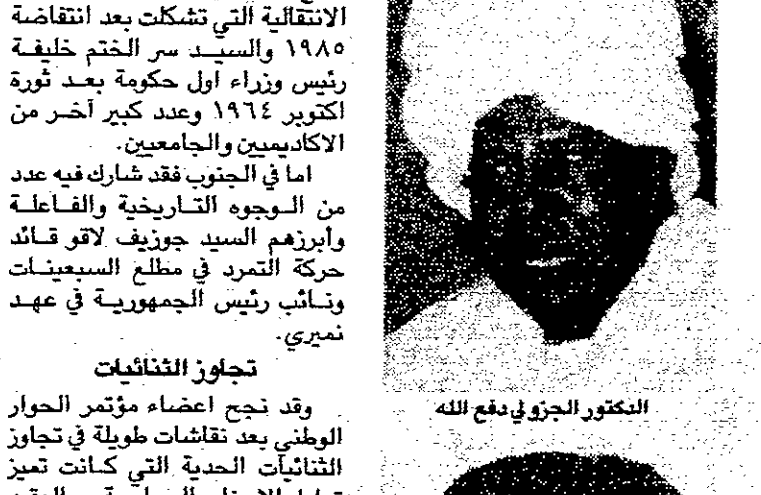 الانتقالية التي تشكلت بعد انتفاضة
١٩٨٥ والسيد سر الختم خليفة
رئيس وزراء اول حكومة بعد ثورة
اكتوبر ١٩٦٤ وعدد كبير آخر من
الاكاديميين والجامعيين.
اما في الجنوب فقد شارك فيه عدد
من الوجوه التاريخية والفاعلة
وأبرزهم السيد جوزيف لاقو قائد
حركة التمرد في مطلع السبعينات
ونائب رئيس الجمهورية في عهد
نميري.
تجاوز الثنائيات
وقد نجح اعضاء مؤتمر الحوار
الوطني بعد نقاشات طويلة في تجاوز
الثنائيات الحدية التي كانت تميز
الدكتور الجزولي دفع الله